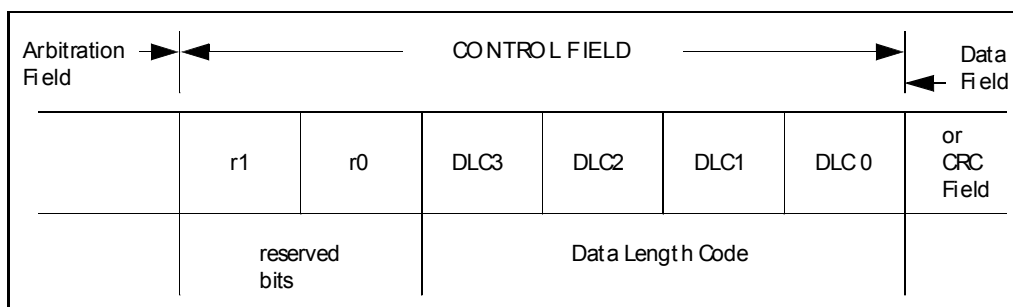 Arbitration
Field
CONTROL FIELD
Data
Field
r1
r0
DLC3
DLC2
DLC1
DLC 0
or
CRC
Field
reserved
bits
Data Length Code